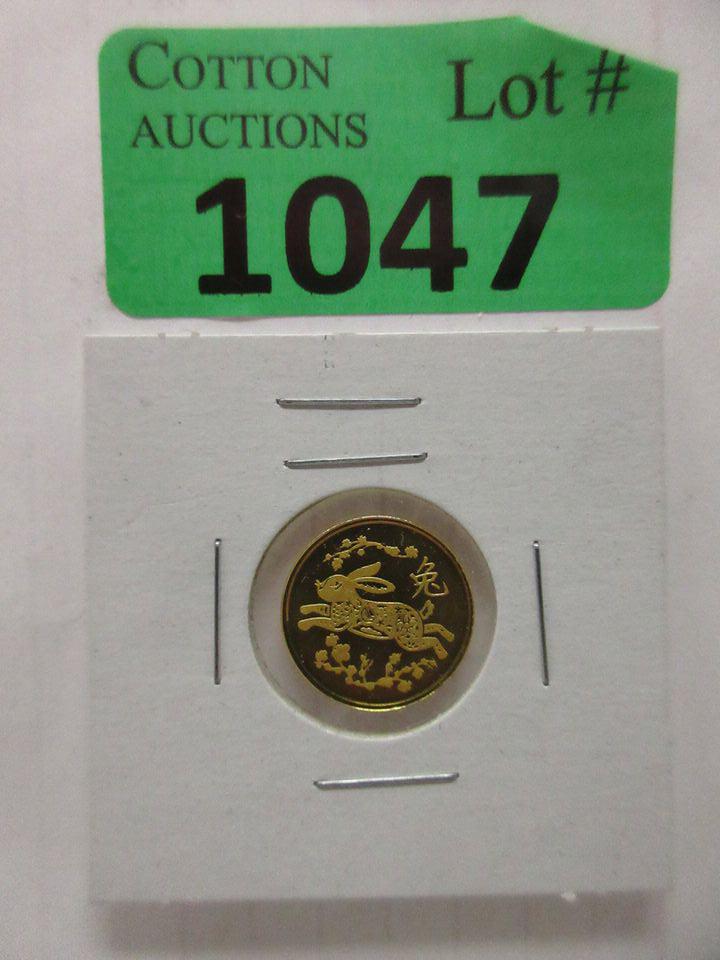 COTTON
AUCTIONS
Lot #
1047
兔